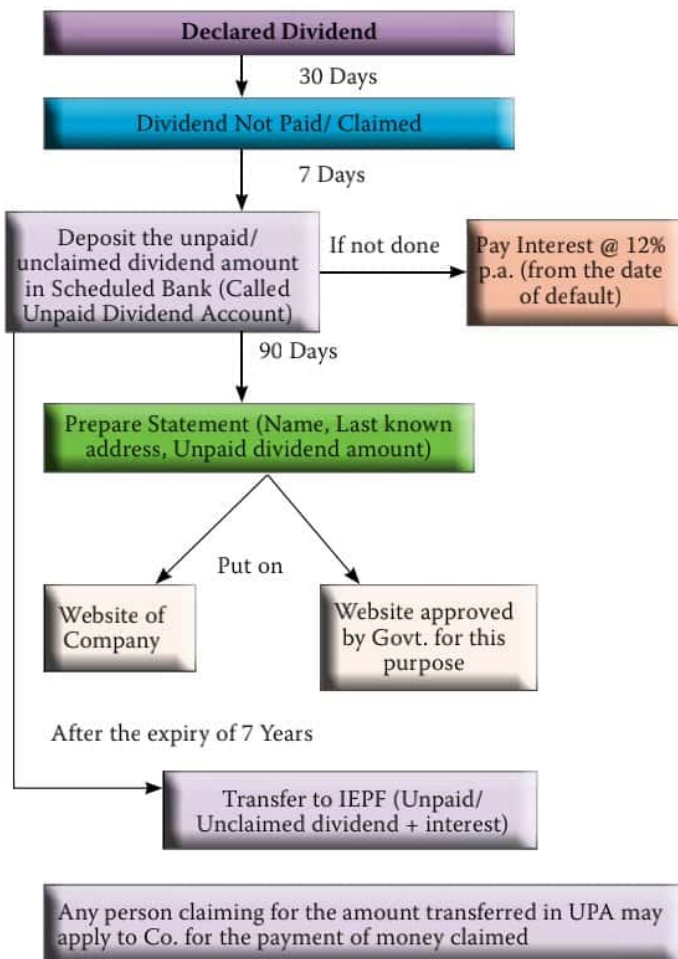 Declared Dividend
30 Days
Dividend Not Paid/ Claimed
7 Days
Deposit the unpaid/
unclaimed dividend amount
in Scheduled Bank (Called
Unpaid Dividend Account)
If not done
Pay Interest @ 12%
p.a. (from the date
of default)
90 Days
Prepare Statement (Name, Last known
address, Unpaid dividend amount)
Put on
Website of
Company
Website approved
by Govt. for this
purpose
After the expiry of 7 Years
Transfer to IEPF (Unpaid/
Unclaimed dividend + interest)
Any person claiming for the amount transferred in UPA may
apply to Co. for the payment of money claimed